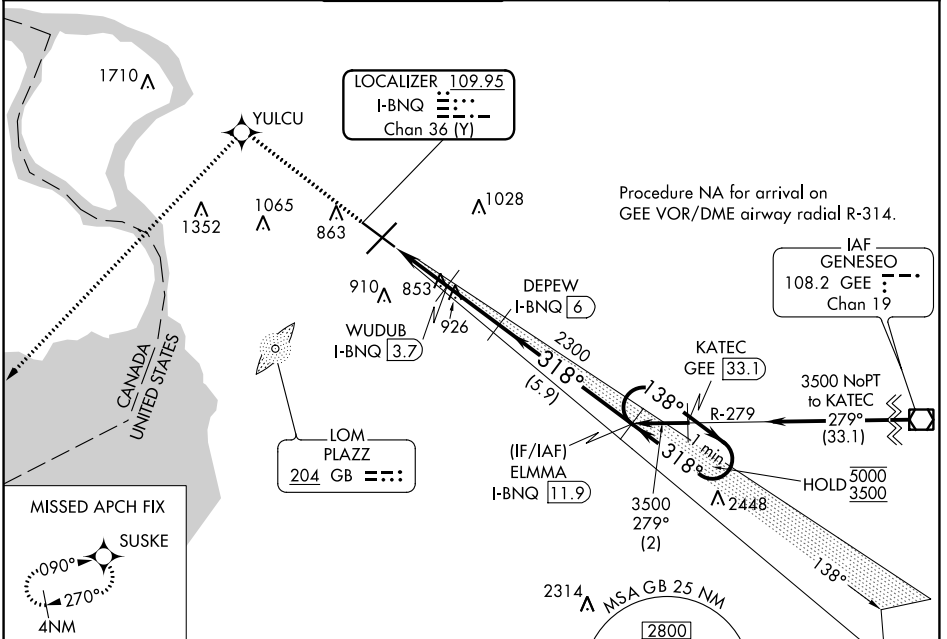 1710
YULCU
LOCALIZER 109.95
I-BNQ
Chan 36 (Y)
1352
1065
863
1028
Procedure NA for arrival on
GEE VOR/DME airway radial R-314.
IAF
GENESEO
108.2 GEE
Chan 19
910
853
926
WUDUB
I-BNQ 3.7
DEPEW
I-BNQ 6
2300
318°
(5.9)
KATEC
GEE 33.1
138°
R-279
3500 NoPT
to KATEC
279°
(33.1)
1 min
318°
(IF/IAF)
ELMMA
I-BNQ 11.9
HOLD 5000
3500
3500
279°
(2)
2448
138°
CANADA
UNITED STATES
LOM
PLAZZ
204 GB
MISSED APCH FIX
SUSKE
090°
270°
4NM
2314
MSA GB 25 NM
2800